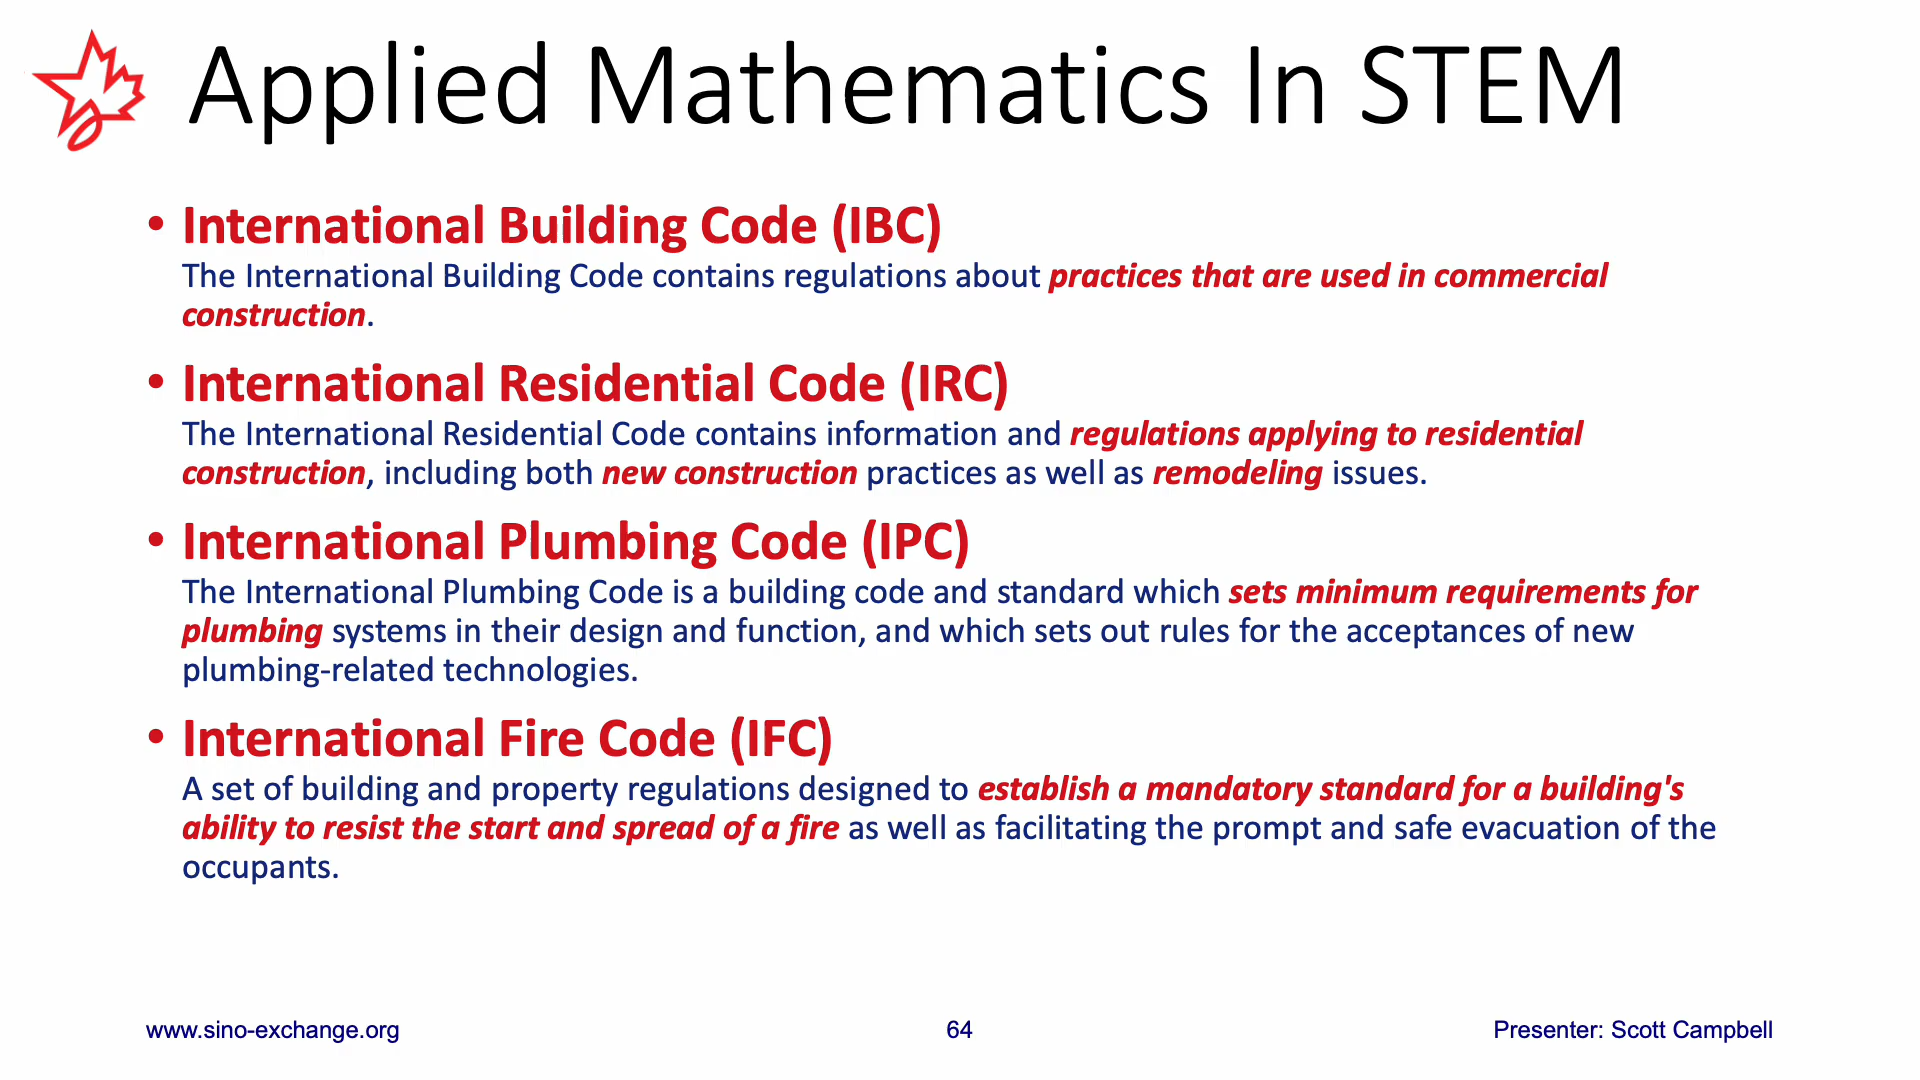 Applied Mathematics In STEM
• International Building Code (IBC)
The International Building Code contains regulations about practices that are used in commercial
construction.
• International Residential Code (IRC)
The International Residential Code contains information and regulations applying to residential
construction, including both new construction practices as well as remodeling issues.
• International Plumbing Code (IPC)
The International Plumbing Code is a building code and standard which sets minimum requirements for
plumbing systems in their design and function, and which sets out rules for the acceptances of new
plumbing-related technologies.
• International Fire Code (IFC)
A set of building and property regulations designed to establish a mandatory standard for a building's
ability to resist the start and spread of a fire as well as facilitating the prompt and safe evacuation of the
occupants.
www.sino-exchange.org
64
Presenter: Scott Campbell